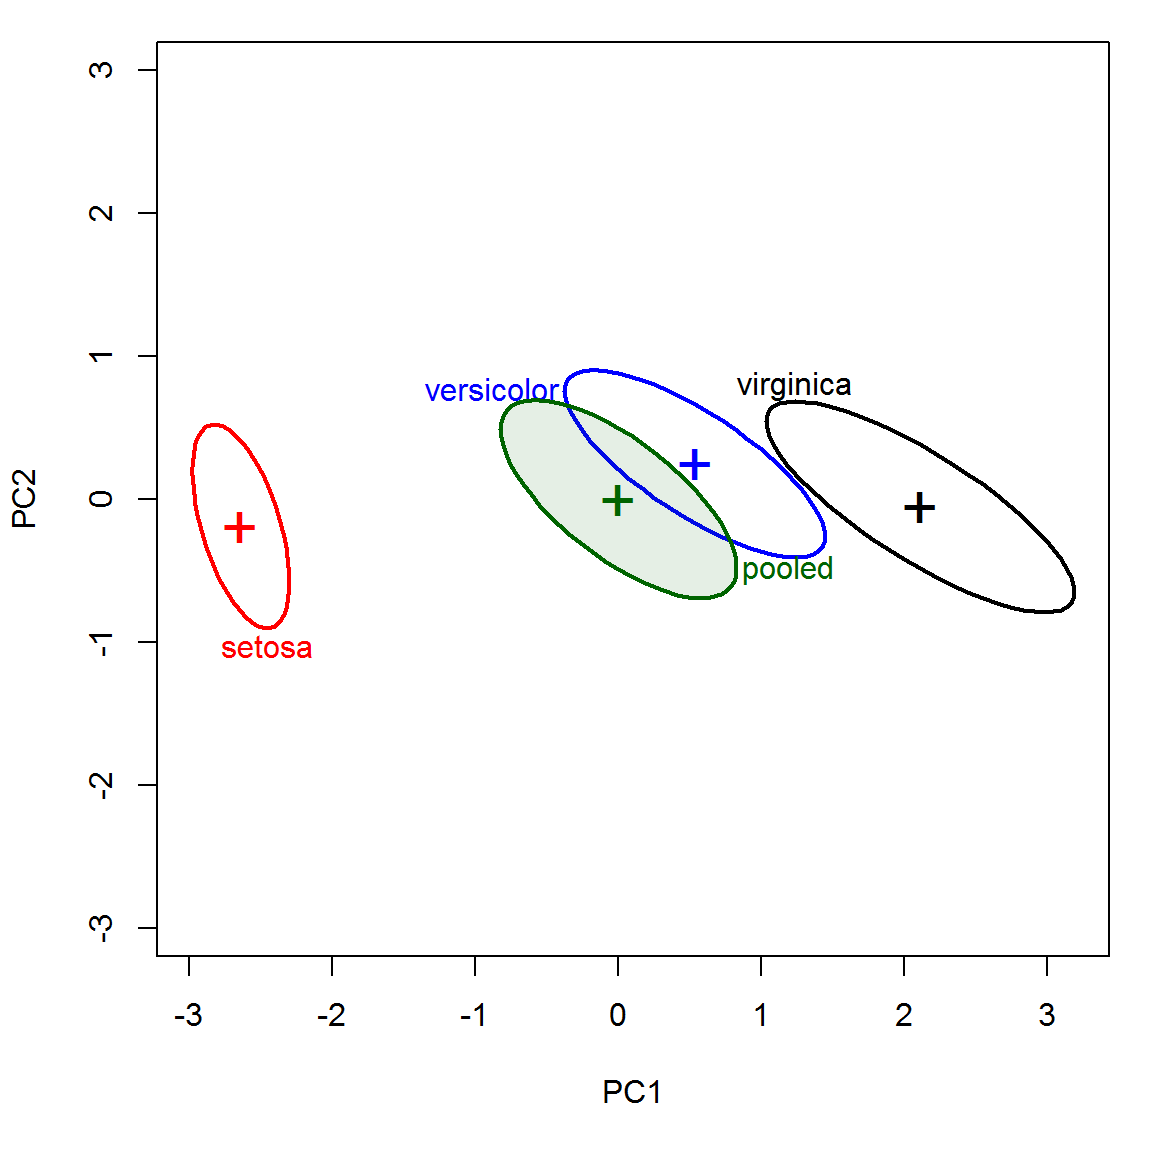 3
2
1
0
-1
-2
-3
PC2
versicolor
virginica
pooled
setosa
-3 -2 -1 0 1 2 3
PC1